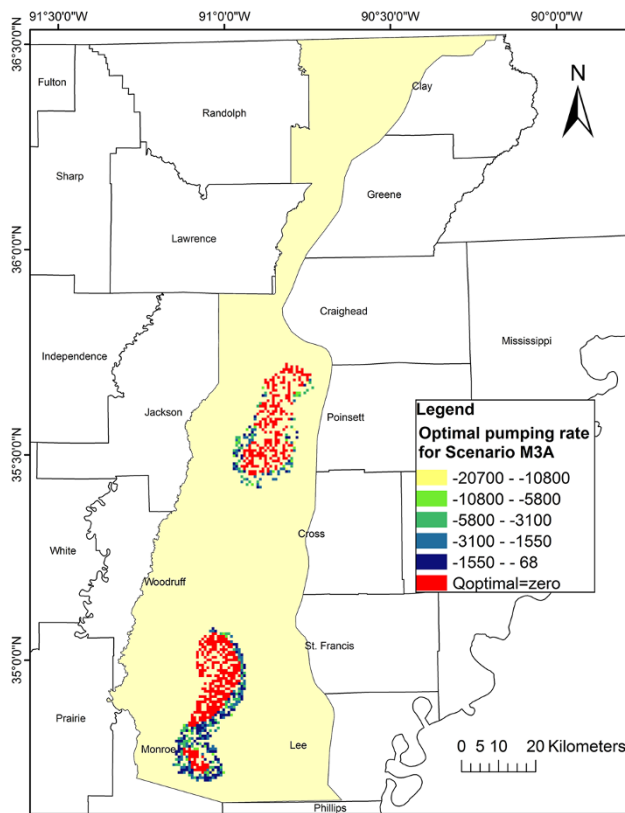 91°30'0"W 91°0'0"W 90°30'0"W 90°0'0"W
36°30'0"N
36°0'0"N
35°30'0"N
35°0'0"N
N
Fulton
Randolph
Clay
Sharp
Greene
Lawrence
Craighead
Mississippi
Independence
Jackson
Poinsett
Legend
Optimal pumping rate
for Scenario M3A
-20700 - -10800
-10800 - -5800
-5800 - -3100
-3100 - -1550
-1550 - - 68
Qoptimal=zero
Cross
White
Woodruff
St. Francis
Prairie
Monroe
Lee
Phillips
0 5 10 20 Kilometers